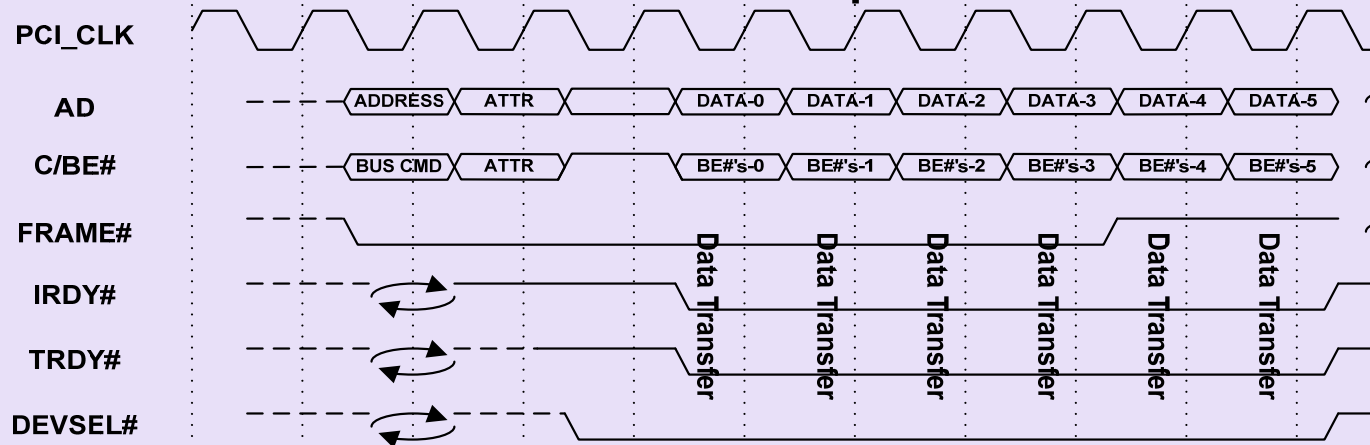 PCI_CLK
AD
ADDRESS ATTR DATA-0 DATA-1 DATA-2 DATA-3 DATA-4 DATA-5
C/BE#
BUS CMD ATTR BE#'s-0 BE#'s-1 BE#'s-2 BE#'s-3 BE#'s-4 BE#'s-5
FRAME#
Data Transfer
Data Transfer
Data Transfer
Data Transfer
Data Transfer
Data Transfer
IRDY#
TRDY#
DEVSEL#